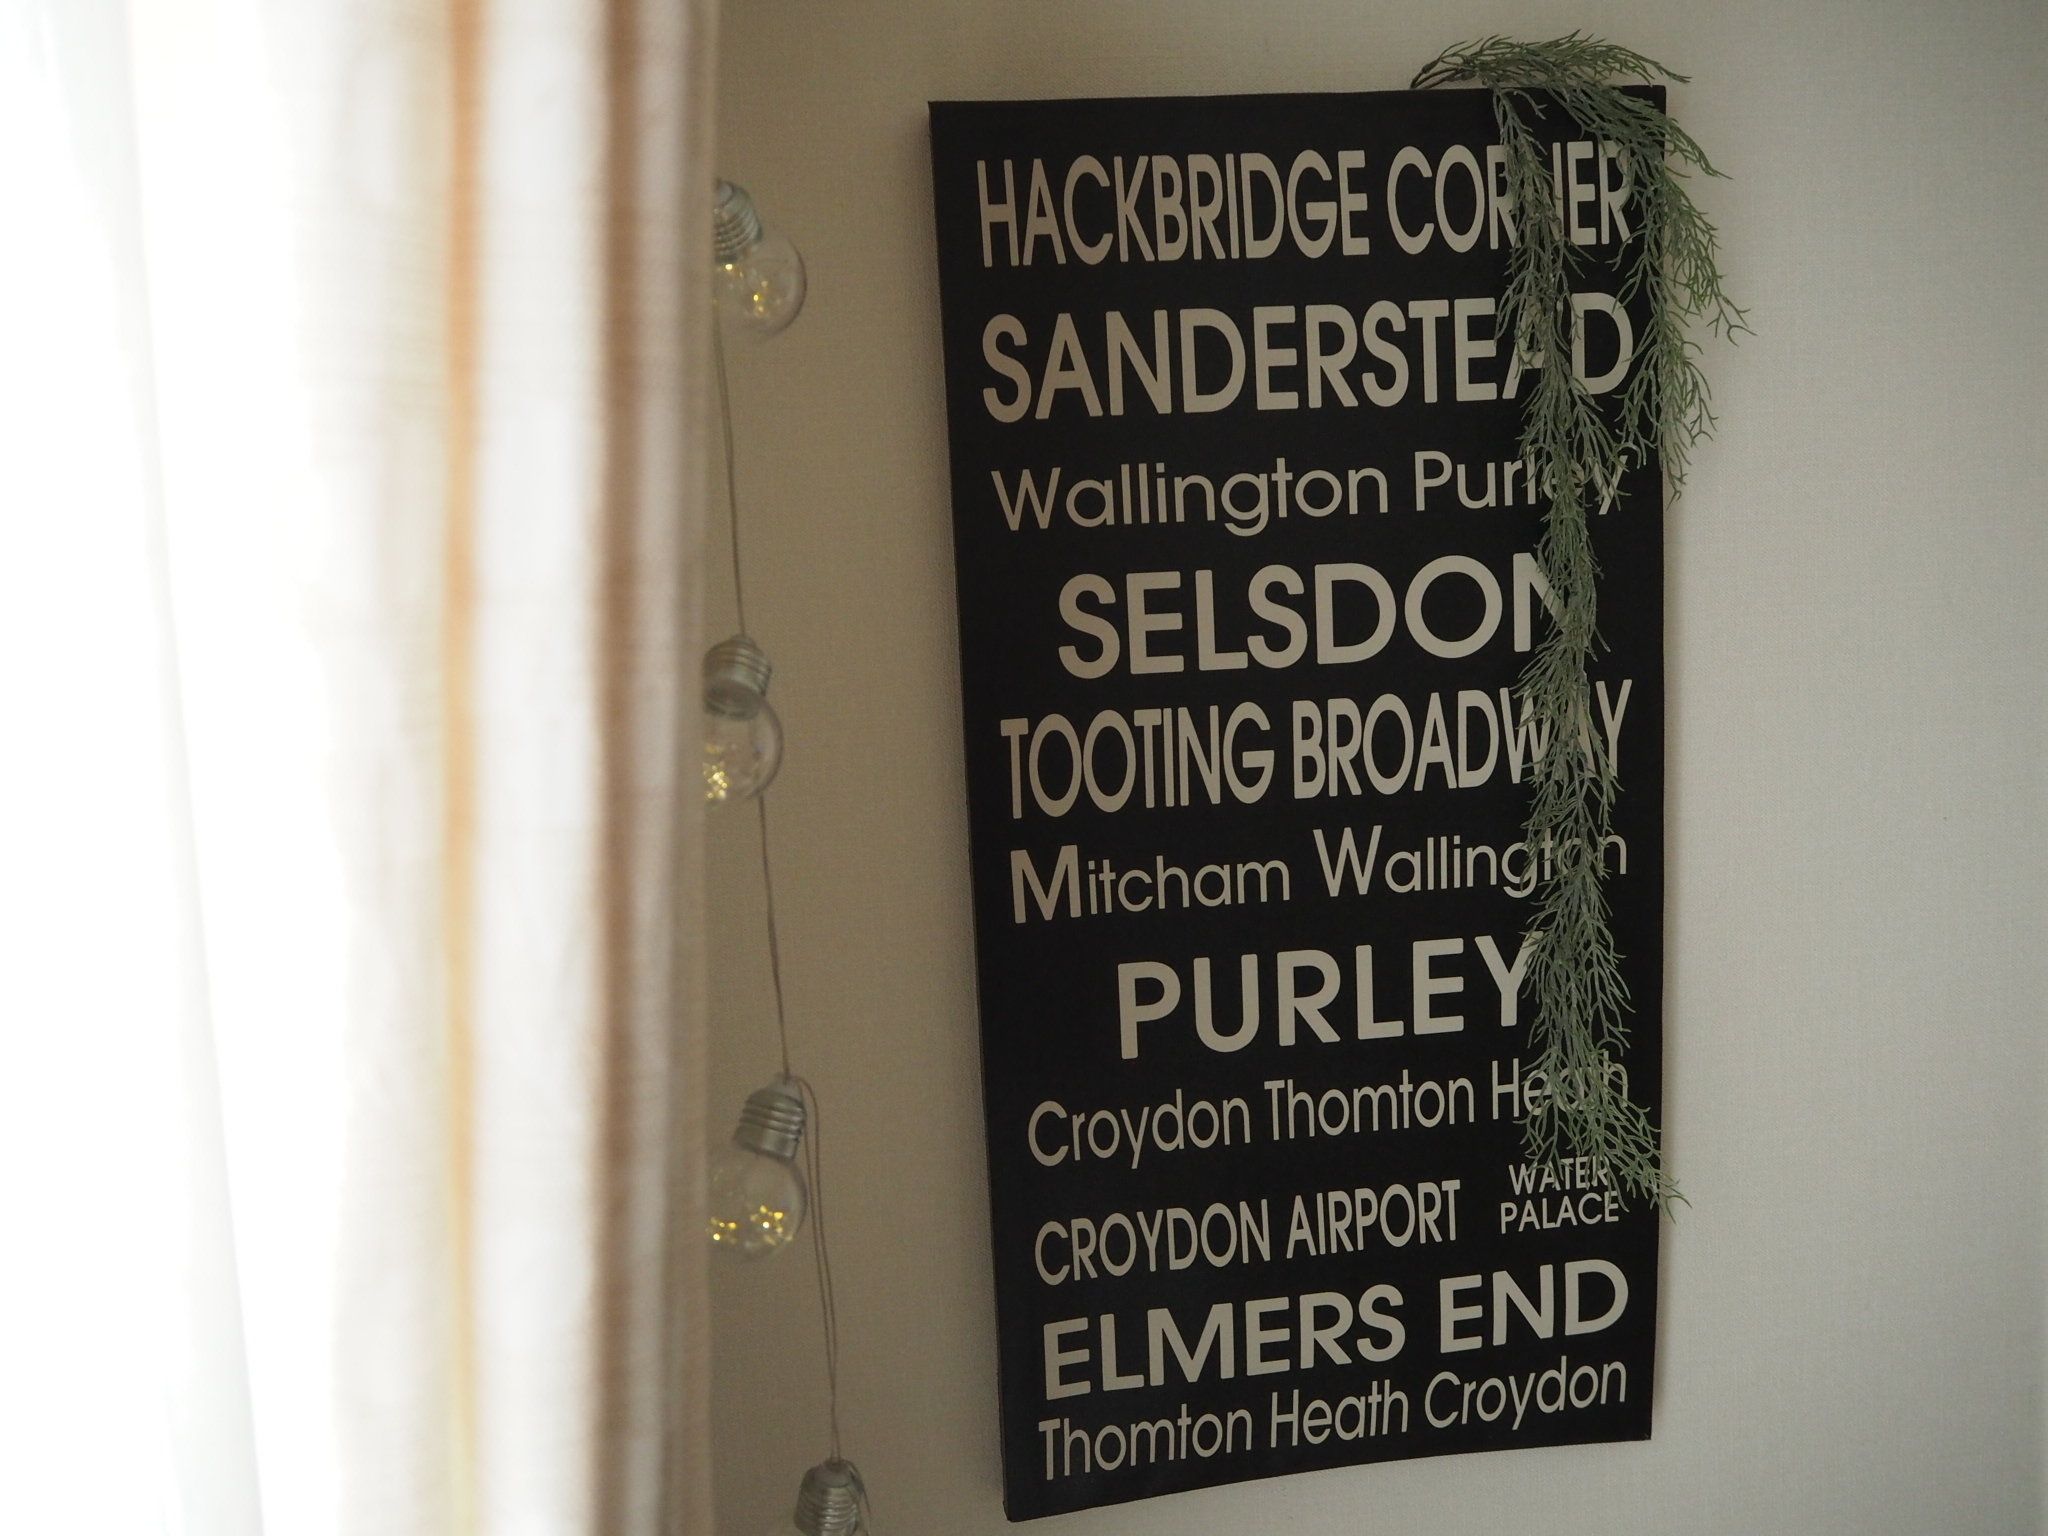 HACKBRIDGE CORNER
SANDERSTEAD
Wallington Purley
SELSDON
TOOTING BROADWAY
Mitcham Wallington
PURLEY
Croydon Thomton Heath
CROYDON AIRPORT WATER PALACE
ELMERS END
Thomton Heath Croydon